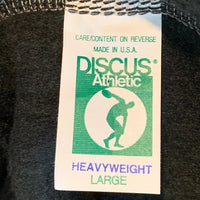 CARE/CONTENT ON REVERSE
MADE IN U.S.A.
DISCUS®
Athletic
HEAVYWEIGHT
LARGE